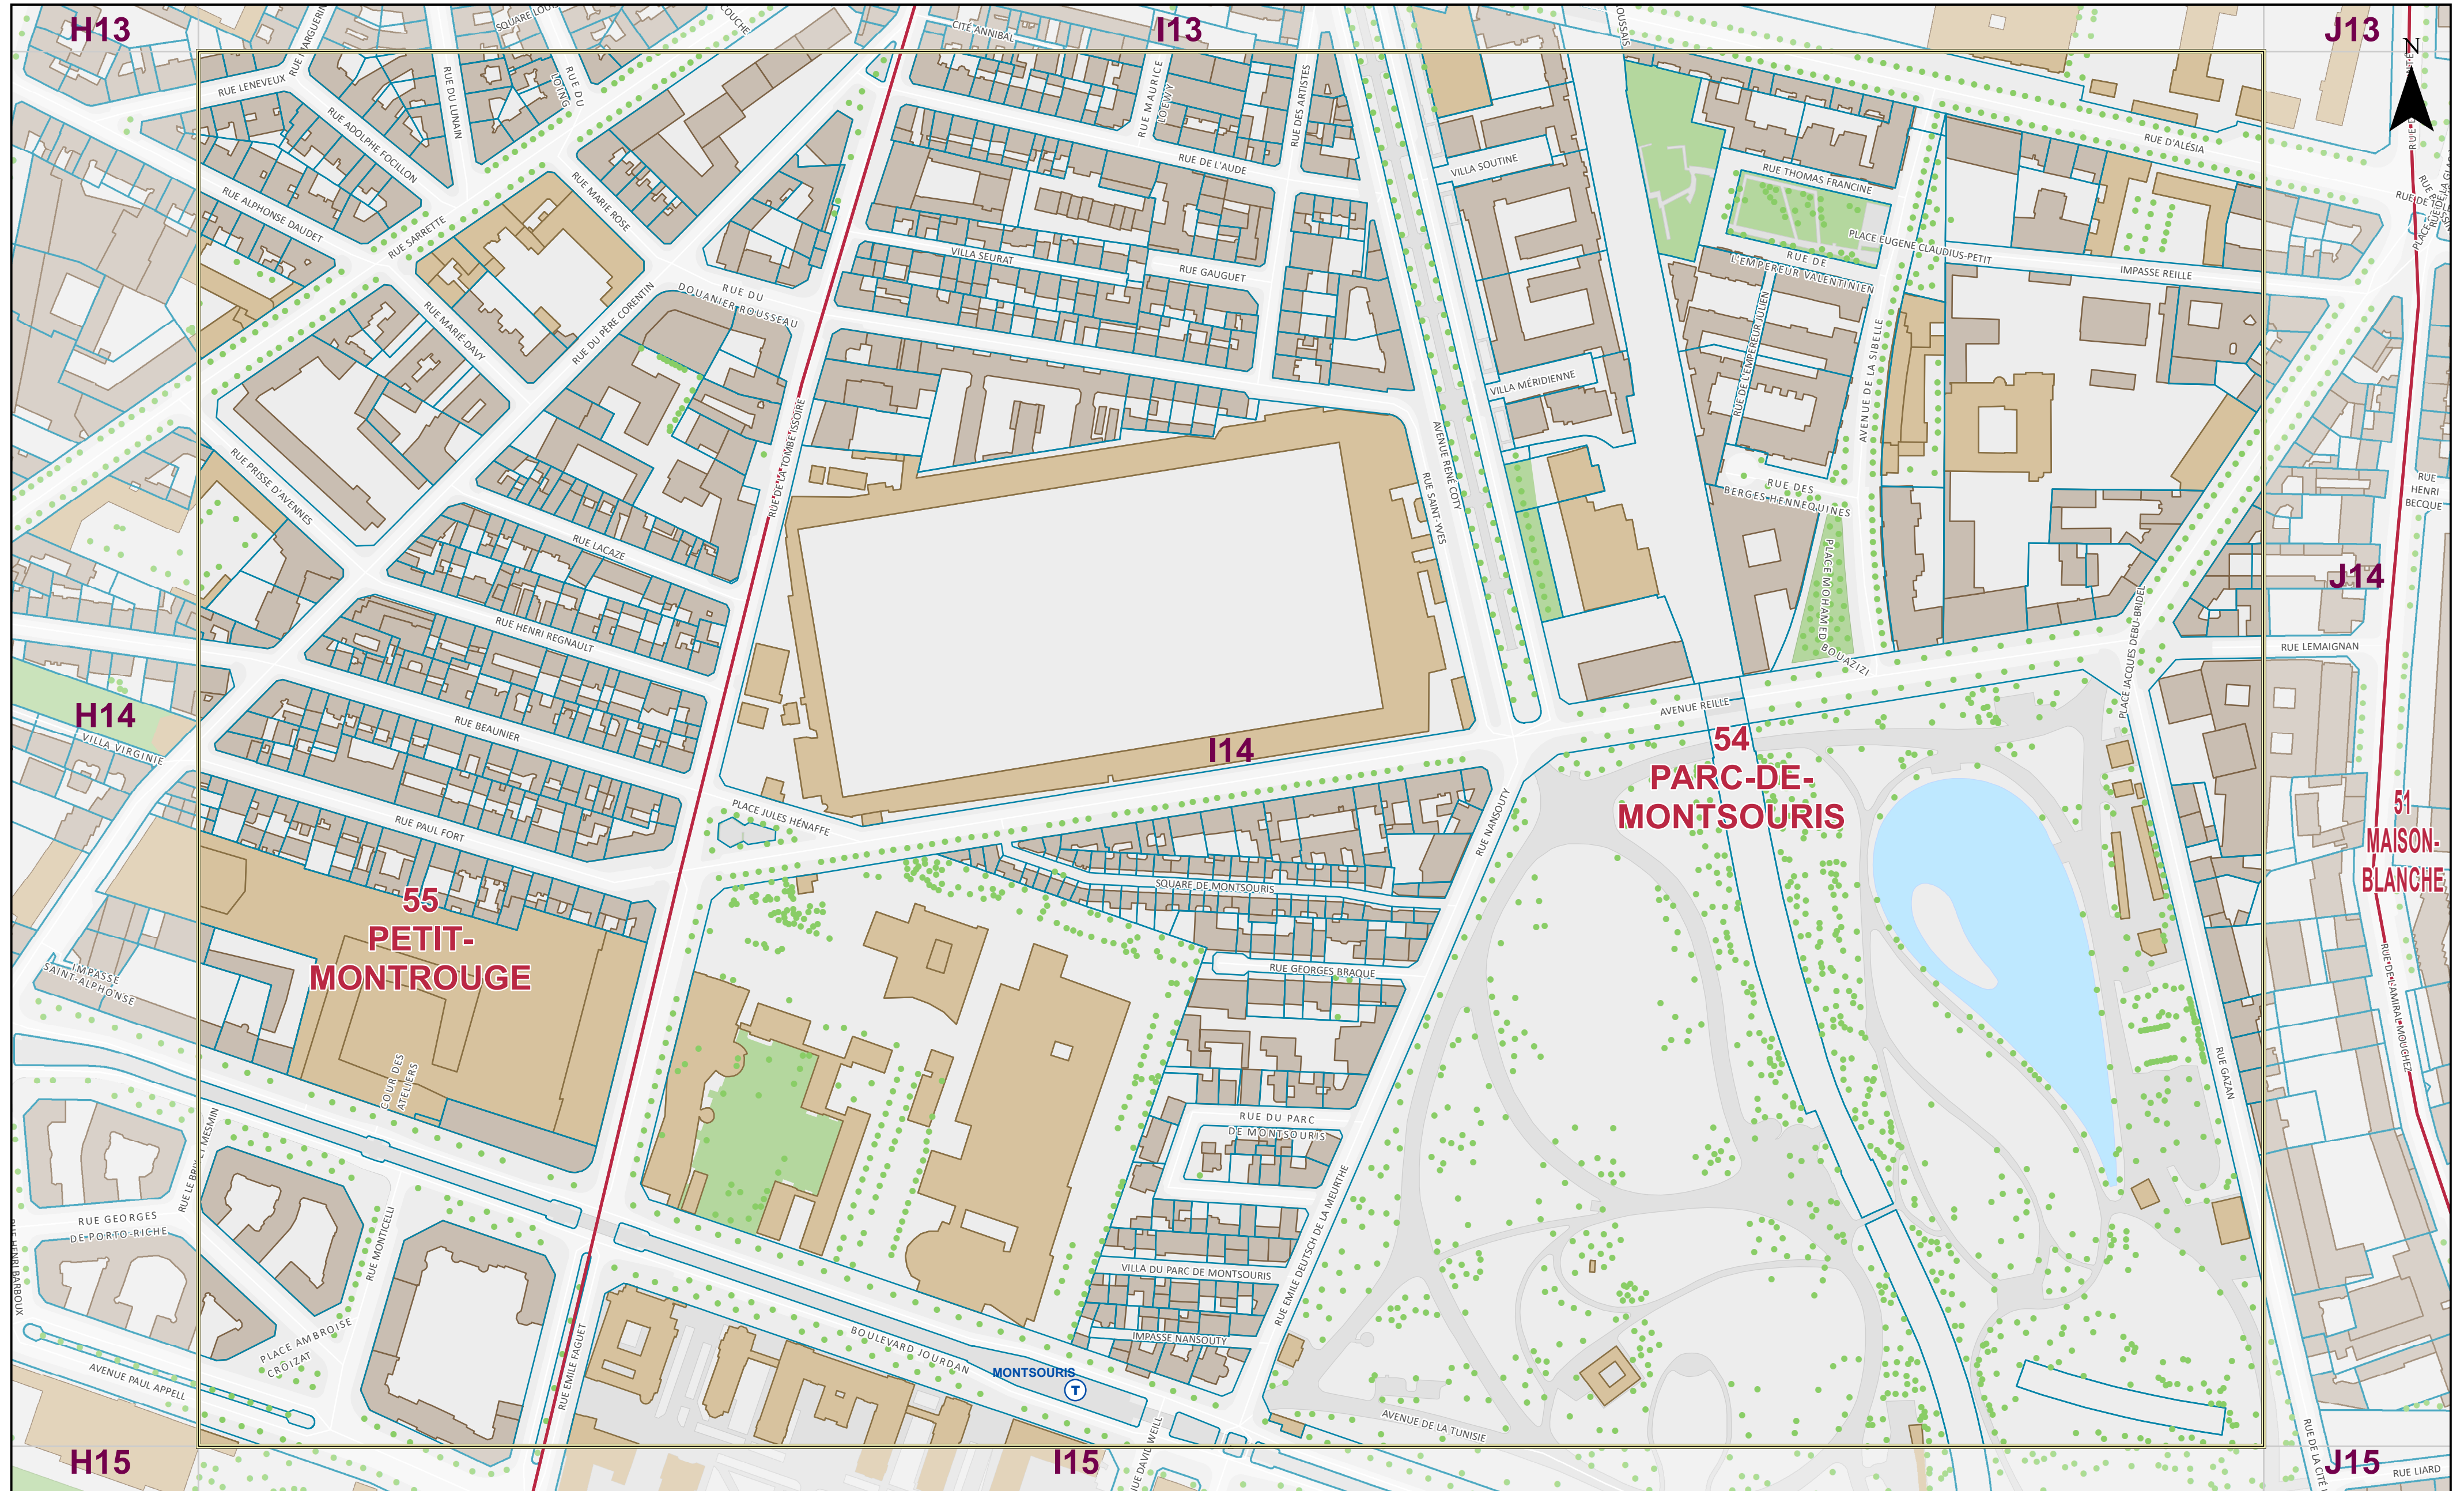 H13
I13
J13
N
SQUARE LOUIS
CITÉ ANNIBAL
RUE LENEVEUX
RUE DU LUNAIN
RUE DU
LOING
RUE MAURICE
LOEWY
RUE DES ARTISTES
RUE ADOLPHE FOCILLON
RUE D'ALÉSIA
RUE DE L'AUDE
VILLA SOUTINE
RUE THOMAS FRANCINE
RUE ALPHONSE DAUDET
RUE SARRETTE
RUE MARIE ROSE
VILLA SEURAT
RUE GAUGUET
PLACE EUGENE CLAUDIUS-PETIT
RUE DE
L'EMPEREUR VALENTINIEN
IMPASSE REILLE
RUE DU
DOUANIER ROUSSEAU
RUE MARIÉ-DAVY
RUE DU PÈRE CORENTIN
RUE DE L'EMPEREUR JULIEN
AVENUE DE LA SIBELLE
VILLA MÉRIDIENNE
RUE DE LA TOMBE ISSOIRE
AVENUE RENÉ COTY
RUE SAINT-YVES
RUE PRISSE D'AVENNES
RUE DES
BERGES HENNEQUINES
RUE
HENRI
BECQUE
RUE LACAZE
PLACE MOHAMED BOUAZIZI
J14
RUE HENRI REGNAULT
PLACE JACQUES DEBU-BRIDEL
RUE LEMAIGNAN
H14
VILLA VIRGINIE
RUE BEAUNIER
AVENUE REILLE
I14
54
PARC-DE-
MONTSOURIS
RUE PAUL FORT
PLACE JULES HÉNAFFE
RUE NANSOUTY
51
MAISON-
BLANCHE
55
PETIT-
MONTROUGE
SQUARE DE MONTSOURIS
IMPASSE
SAINT-ALPHONSE
RUE GEORGES BRAQUE
RUE DE L'AMIRAL MOUCHEZ
COUR DES
ATELIERS
RUE GAZAN
RUE DU PARC
DE MONTSOURIS
RUE GEORGES
DE PORTO-RICHE
RUE MONTICELLI
RUE EMILE DEUTSCH DE LA MEURTHE
VILLA DU PARC DE MONTSOURIS
RUE HENRI BARBOUX
PLACE AMBROISE
CROIZAT
IMPASSE NANSOUTY
AVENUE PAUL APPELL
RUE EMILE FAGUET
BOULEVARD JOURDAN
MONTSOURIS
T
AVENUE DE LA TUNISIE
H15
I15
J15
RUE LIARD